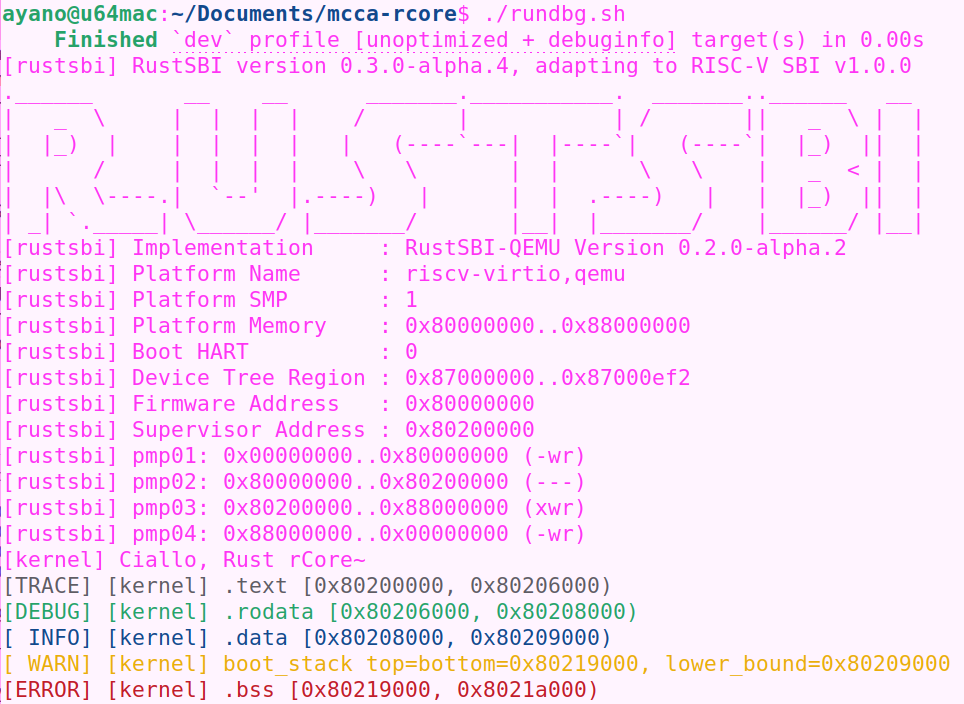 ayano@u64mac:~/Documents/mcca-rcore$ ./rundbg.sh
    Finished `dev` profile [unoptimized + debuginfo] target(s) in 0.00s
[rustsbi] RustSBI version 0.3.0-alpha.4, adapting to RISC-V SBI v1.0.0
.______       __    __      _______.___________.  _______..______   __
|   _  \     |  |  |  |    /       |           | /       ||   _  \ |  |
|  |_)  |    |  |  |  |   |   (----`---|  |----`|   (----`|  |_)  ||  |
|      /     |  |  |  |    \   \       |  |      \   \    |   _  < |  |
|  |\  \----.|  `--'  |.----)   |      |  |  .----)   |   |  |_)  ||  |
| _| `._____| \______/ |_______/       |__|  |_______/    |______/ |__|
[rustsbi] Implementation     : RustSBI-QEMU Version 0.2.0-alpha.2
[rustsbi] Platform Name      : riscv-virtio,qemu
[rustsbi] Platform SMP       : 1
[rustsbi] Platform Memory    : 0x80000000..0x88000000
[rustsbi] Boot HART          : 0
[rustsbi] Device Tree Region : 0x87000000..0x87000ef2
[rustsbi] Firmware Address   : 0x80000000
[rustsbi] Supervisor Address : 0x80200000
[rustsbi] pmp01: 0x00000000..0x80000000 (-wr)
[rustsbi] pmp02: 0x80000000..0x80200000 (---)
[rustsbi] pmp03: 0x80200000..0x88000000 (xwr)
[rustsbi] pmp04: 0x88000000..0x00000000 (-wr)
[kernel] Ciallo, Rust rCore~
[TRACE] [kernel] .text [0x80200000, 0x80206000)
[DEBUG] [kernel] .rodata [0x80206000, 0x80208000)
[ INFO] [kernel] .data [0x80208000, 0x80209000)
[ WARN] [kernel] boot_stack top=bottom=0x80219000, lower_bound=0x80209000
[ERROR] [kernel] .bss [0x80219000, 0x8021a000)